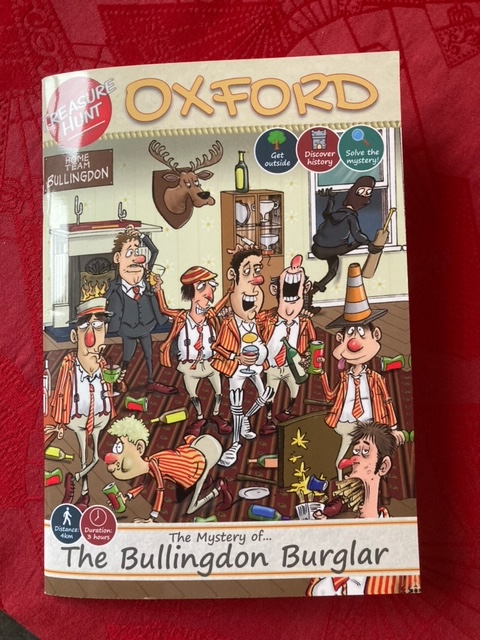 TREASURE
HUNT
OXFORD
Get
outside
Discover
history
Solve the
mystery!
HOME
TEAM
BULLINGDON
Distance:
4km
Duration:
3 hours
The Mystery of...
The Bullingdon Burglar